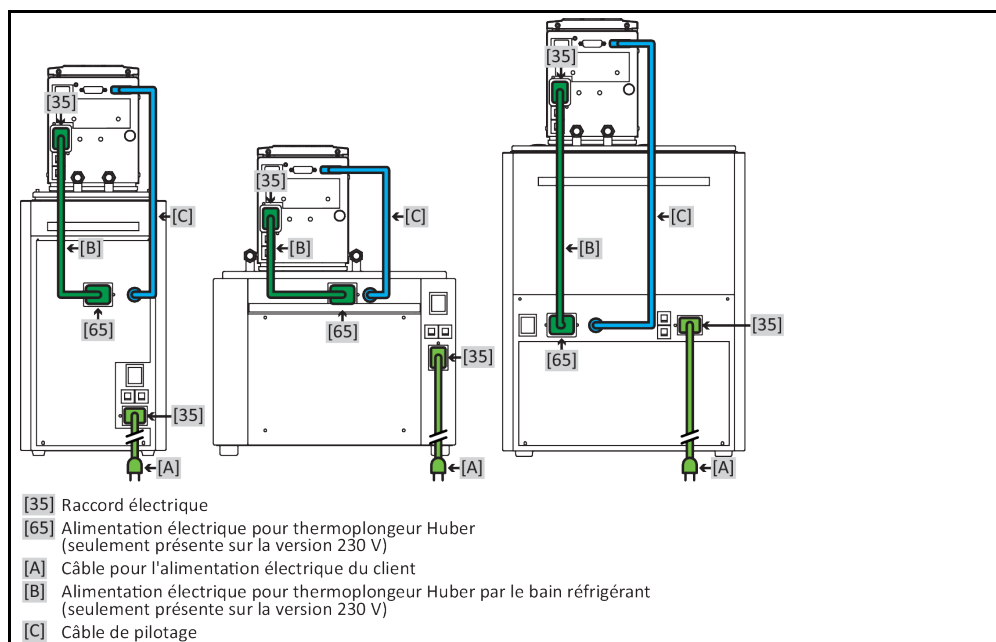 [35]
[C]
[B]
[65]
[35]
[A]
[35]
[C]
[B]
[65]
[35]
[A]
[35]
[C]
[B]
[35]
[65]
[A]
[35] Raccord électrique
[65] Alimentation électrique pour thermoplongeur Huber
(seulement présente sur la version 230 V)
[A] Câble pour l'alimentation électrique du client
[B] Alimentation électrique pour thermoplongeur Huber par le bain réfrigérant
(seulement présente sur la version 230 V)
[C] Câble de pilotage